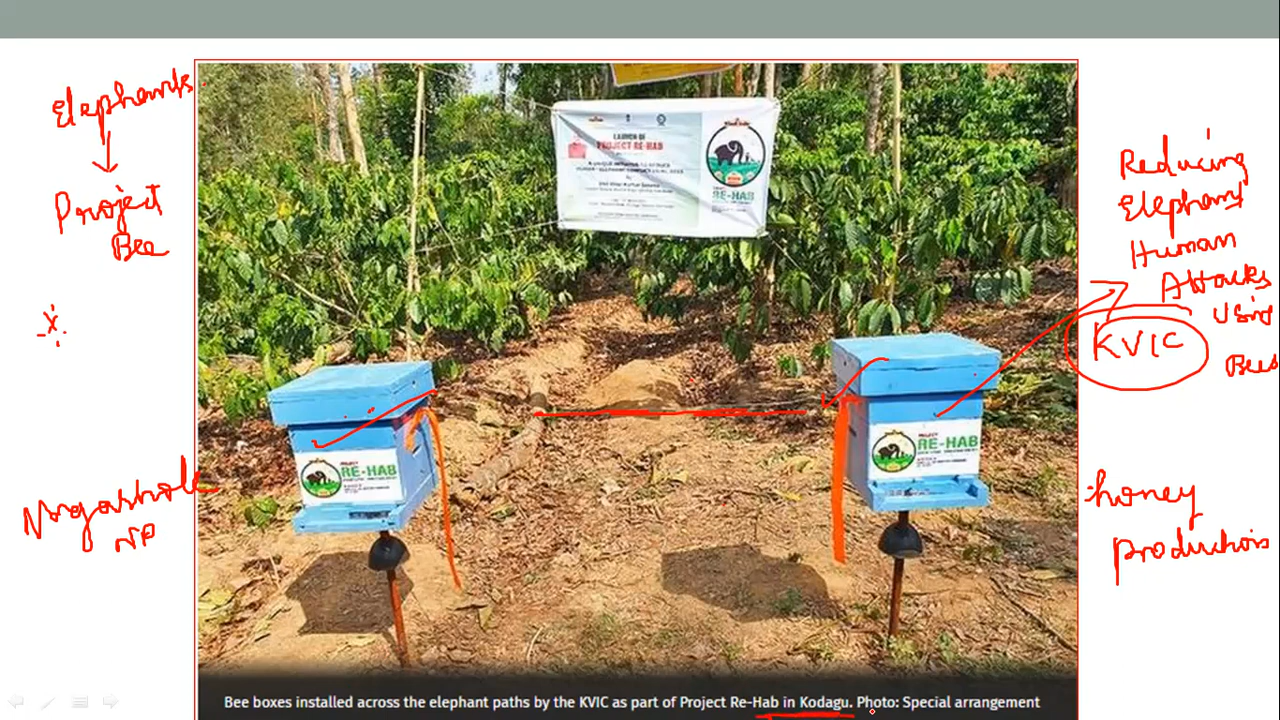 Elephants
Project
Bee
Nagarhole
NP
LAUNCH OF
PROJECT RE-HAB
RE-HAB
Reducing
Elephant
Human
Attacks
Using
Bees
KVIC
honey
Production
PROJECT
RE-HAB
PROJECT
RE-HAB
Bee boxes installed across the elephant paths by the KVIC as part of Project Re-Hab in Kodagu. Photo: Special arrangement